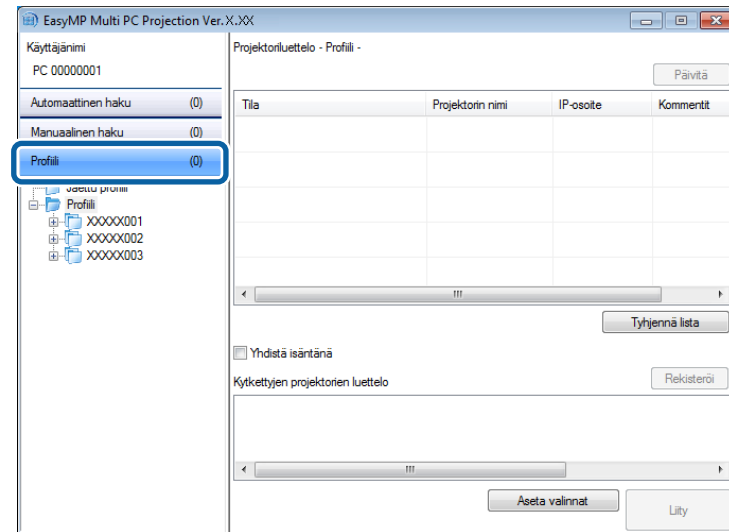 EasyMP Multi PC Projection Ver.X.XX
Käyttäjänimi
PC 00000001
Automaattinen haku (0)
Manuaalinen haku (0)
Profiili (0)
Jaettu profiili
Profiili
XXXXX001
XXXXX002
XXXXX003
Projektoriluettelo - Profiili -
Päivitä
Tila Projektorin nimi IP-osoite Kommentit
Tyhjennä lista
Yhdistä isäntänä
Kytkettyjen projektorien luettelo
Rekisteröi
Aseta valinnat
Liity